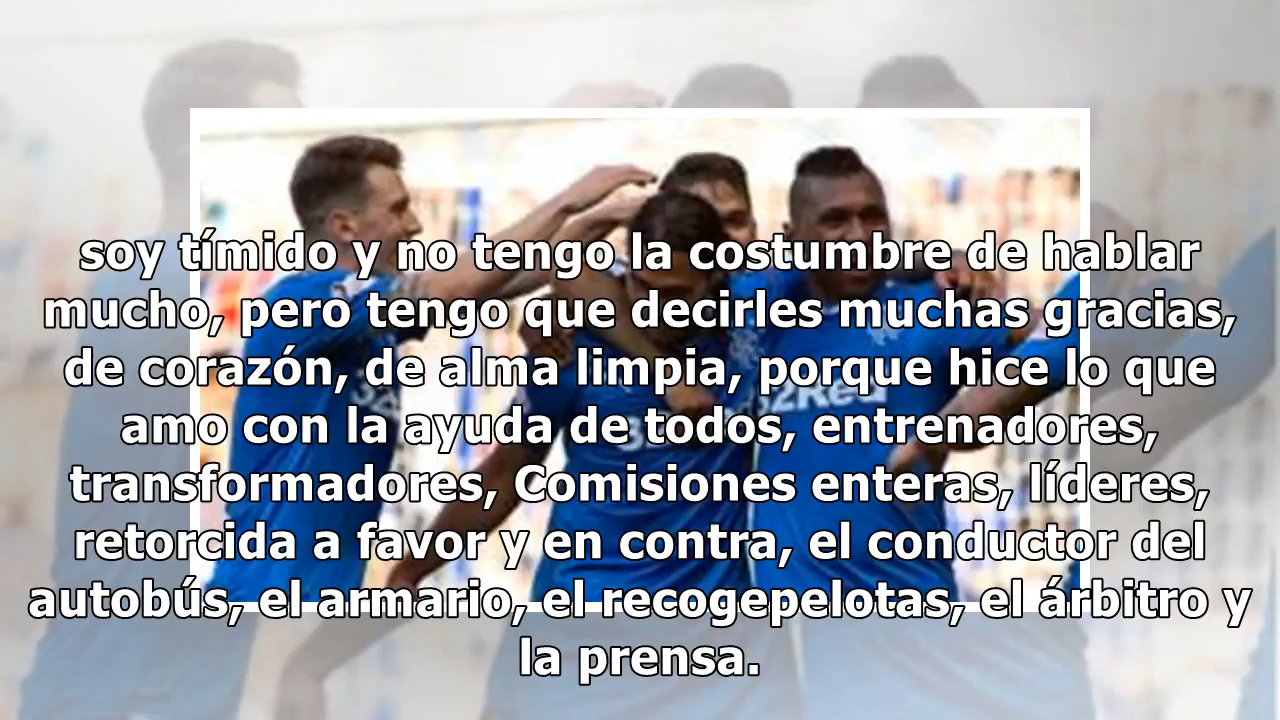 soy tímido y no tengo la costumbre de hablar
mucho, pero tengo que decirles muchas gracias,
de corazón, de alma limpia, porque hice lo que
amo con la ayuda de todos, entrenadores,
transformadores, Comisiones enteras, líderes,
retorcida a favor y en contra, el conductor del
autobús, el armario, el recogepelotas, el árbitro y
la prensa.